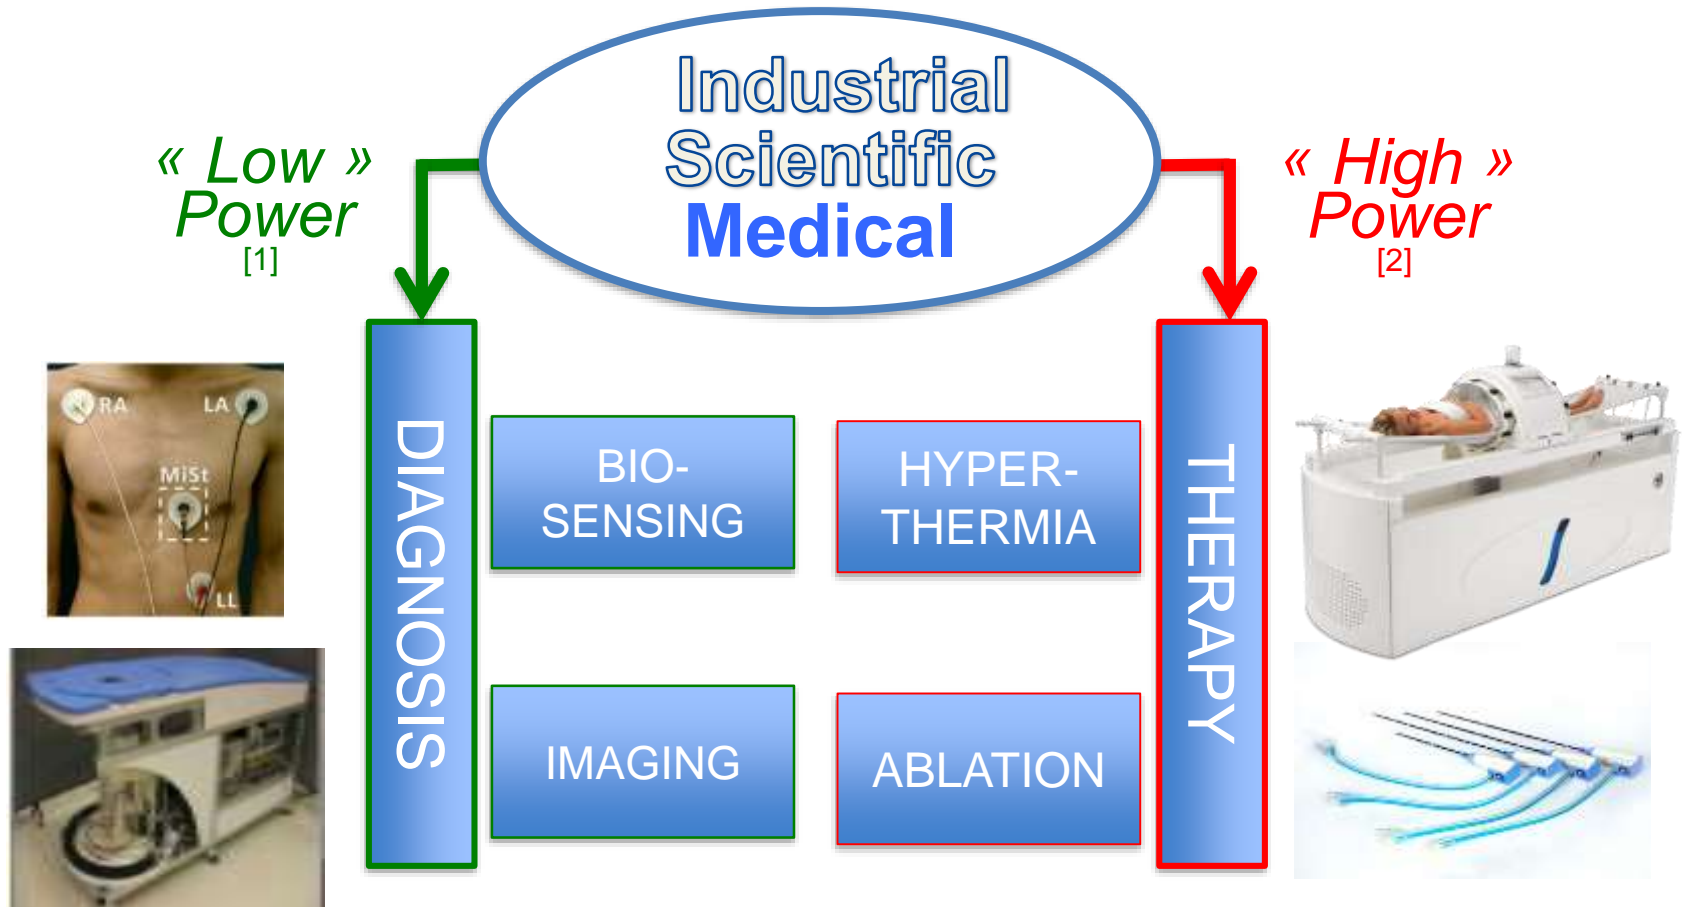 Industrial
Scientific
Medical
« Low »
Power
[1]
« High »
Power
[2]
DIAGNOSIS
BIO-
SENSING
IMAGING
HYPER-
THERMIA
ABLATION
THERAPY
RA
LA
MiSt
LL